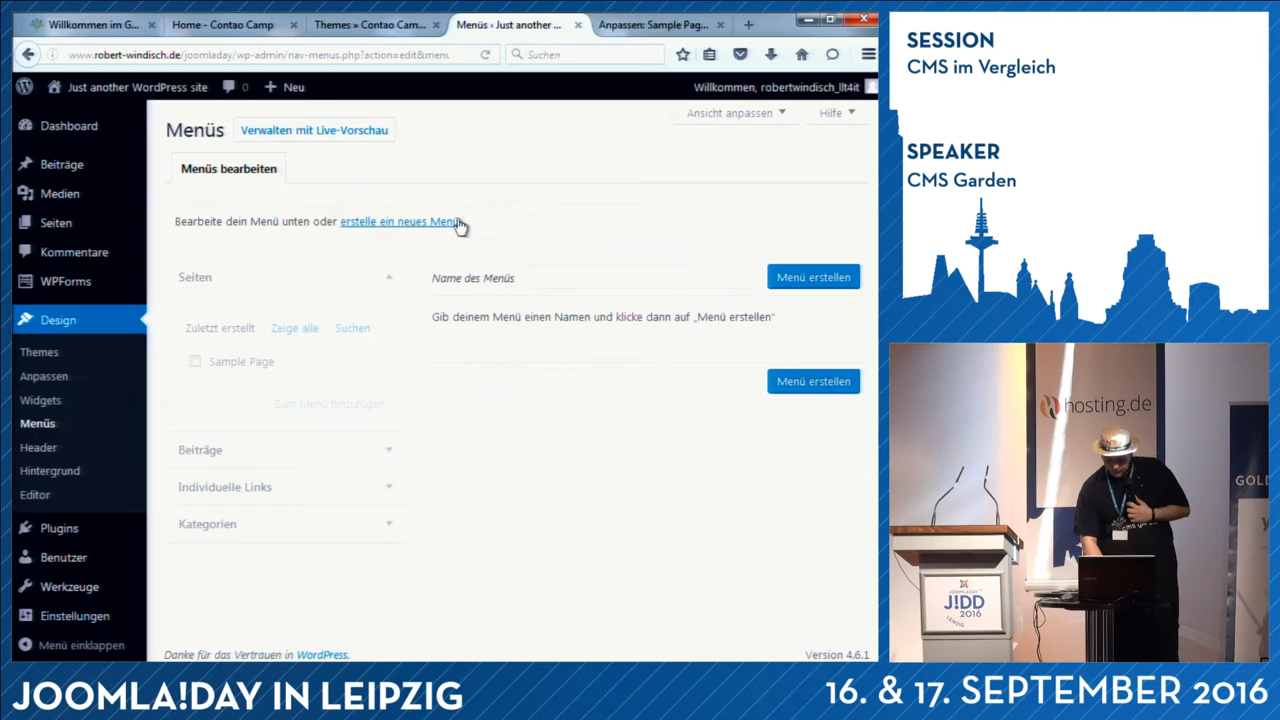 Willkommen im G...
Home - Contao Camp
Themes » Contao Cam...
Menüs ‹ Just another ...
Anpassen: Sample Pag...
www.robert-windisch.de/joomladay/wp-admin/nav-menus.php?action=edit&menu
Suchen
Just another WordPress site
0
Neu
Willkommen, robertwindisch_llt4it
Dashboard
Beiträge
Medien
Seiten
Kommentare
WPForms
Design
Themes
Anpassen
Widgets
Menüs
Header
Hintergrund
Editor
Plugins
Benutzer
Werkzeuge
Einstellungen
Menü einklappen
Ansicht anpassen
Hilfe
Menüs
Verwalten mit Live-Vorschau
Menüs bearbeiten
Bearbeite dein Menü unten oder erstelle ein neues Menü.
Seiten
Zuletzt erstellt
Zeige alle
Suchen
Sample Page
Zum Menü hinzufügen
Beiträge
Individuelle Links
Kategorien
Name des Menüs
Menü erstellen
Gib deinem Menü einen Namen und klicke dann auf „Menü erstellen“
Menü erstellen
Danke für das Vertrauen in WordPress.
Version 4.6.1
SESSION
CMS im Vergleich
SPEAKER
CMS Garden
hosting.de
GOLD
JOOMLADAY
J!DD
2016
LEIPZIG
JOOMLA!DAY IN LEIPZIG
16. & 17. SEPTEMBER 2016